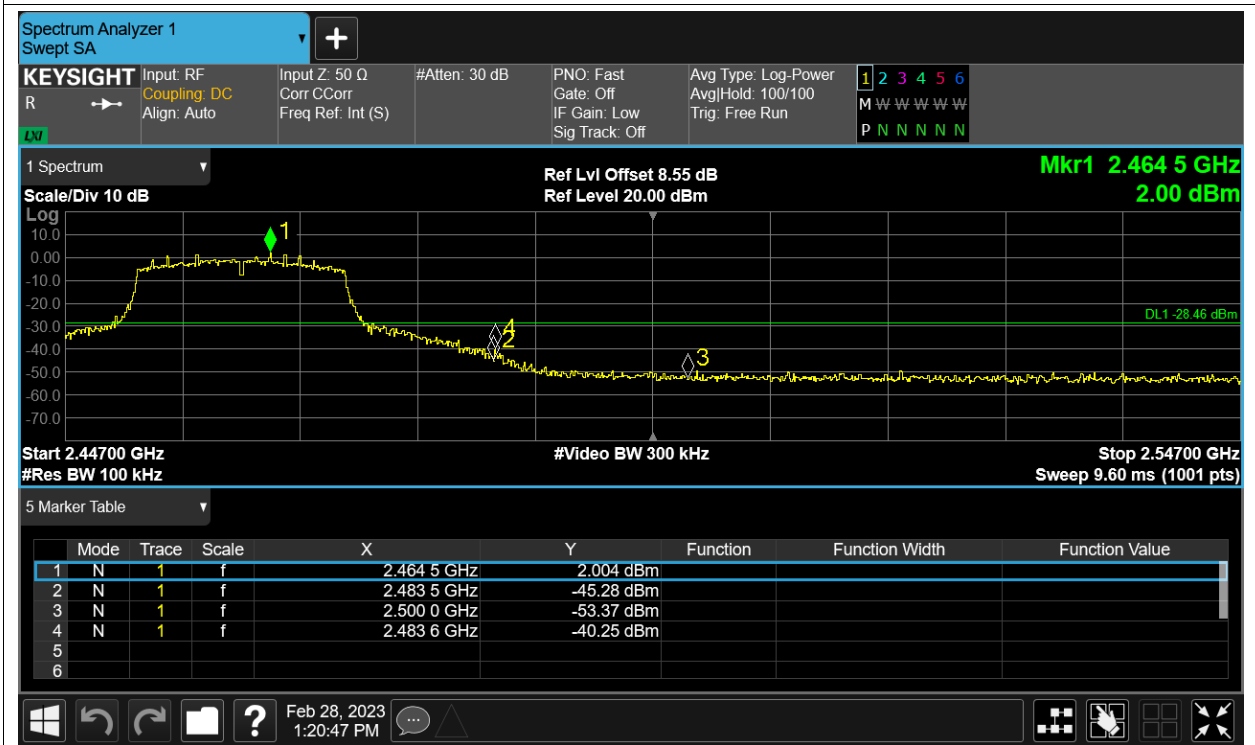 Spectrum Analyzer 1
Swept SA
KEYSIGHT
R
LXI
Input: RF
Coupling: DC
Align: Auto
Input Z: 50 Ω
Corr CCorr
Freq Ref: Int (S)
#Atten: 30 dB
PNO: Fast
Gate: Off
IF Gain: Low
Sig Track: Off
Avg Type: Log-Power
Avg|Hold: 100/100
Trig: Free Run
1 2 3 4 5 6
M W W W W W
P N N N N N
1 Spectrum
Scale/Div 10 dB
Ref Lvl Offset 8.55 dB
Ref Level 20.00 dBm
Mkr1 2.464 5 GHz
2.00 dBm
Log
10.0
0.00
-10.0
-20.0
-30.0
-40.0
-50.0
-60.0
-70.0
1
4
2
3
DL1 -28.46 dBm
Start 2.44700 GHz
#Res BW 100 kHz
#Video BW 300 kHz
Stop 2.54700 GHz
Sweep 9.60 ms (1001 pts)
5 Marker Table
Mode Trace Scale X Y Function Function Width Function Value
1 N 1 f 2.464 5 GHz 2.004 dBm
2 N 1 f 2.483 5 GHz -45.28 dBm
3 N 1 f 2.500 0 GHz -53.37 dBm
4 N 1 f 2.483 6 GHz -40.25 dBm
5
6
?
Feb 28, 2023
1:20:47 PM